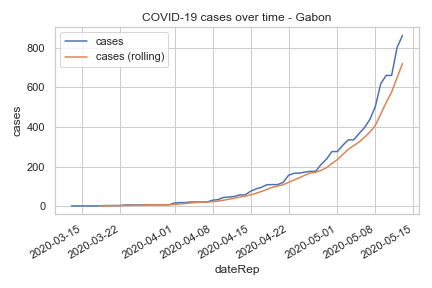 COVID-19 cases over time - Gabon
cases
cases (rolling)
800
600
400
200
0
cases
2020-03-15
2020-03-22
2020-04-01
2020-04-08
2020-04-15
2020-04-22
2020-05-01
2020-05-08
2020-05-15
dateRep